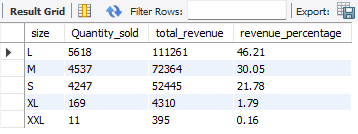 Result Grid Filter Rows: Export:
size Quantity_sold total_revenue revenue_percentage
L 5618 111261 46.21
M 4537 72364 30.05
S 4247 52445 21.78
XL 169 4310 1.79
XXL 11 395 0.16